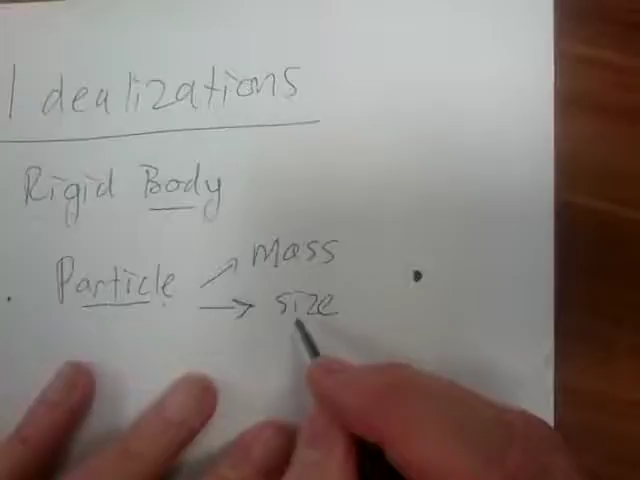 Idealizations
Rigid Body
Particle → mass
→ size